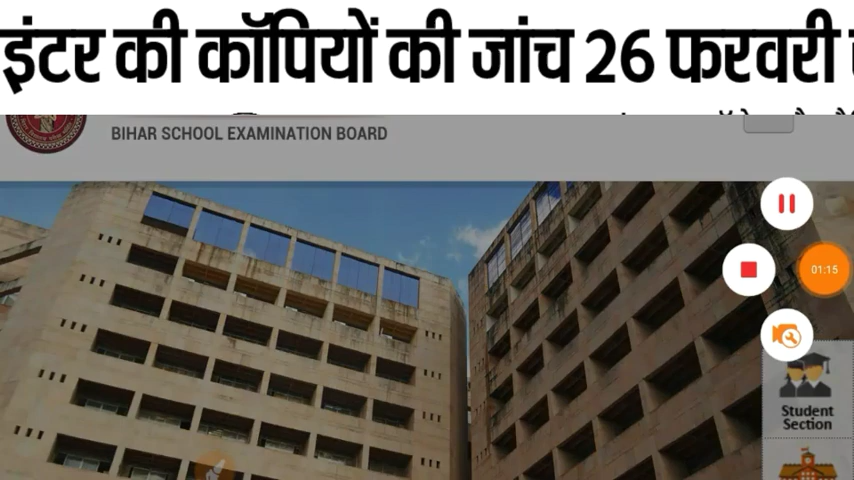 इंटर की कॉपियों की जांच 26 फरवरी
BIHAR SCHOOL EXAMINATION BOARD
01:15
Student
Section